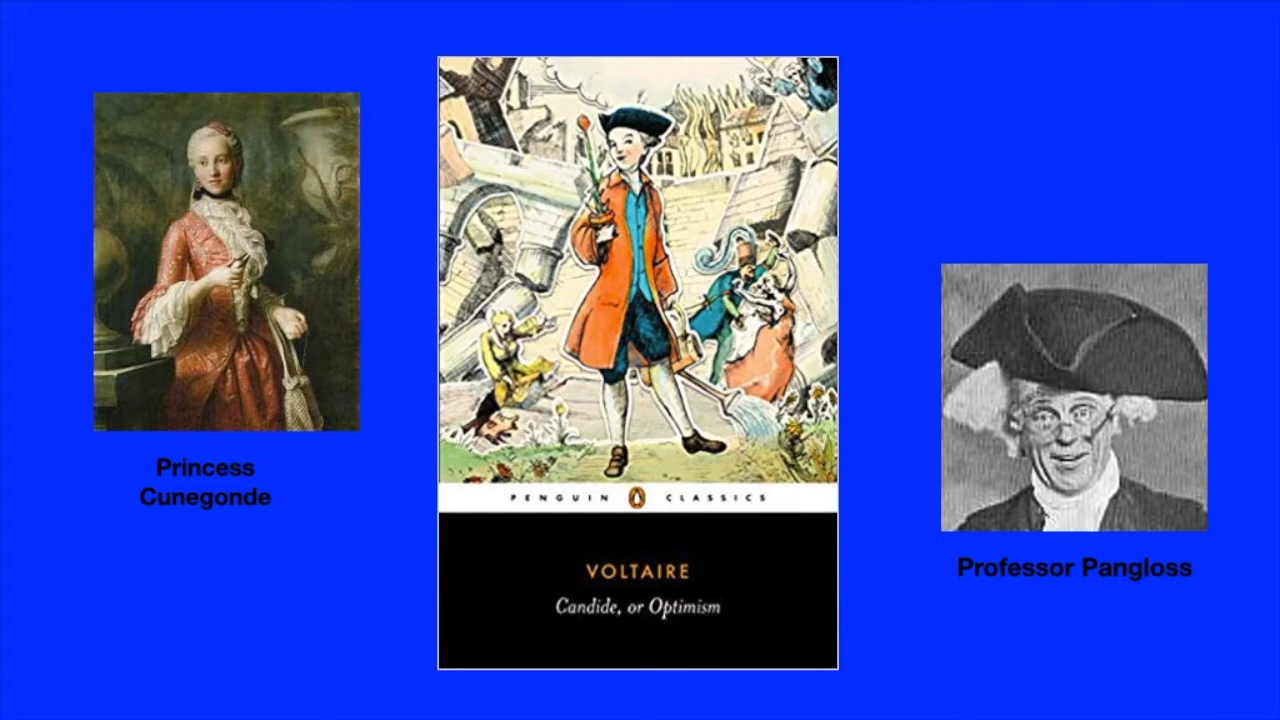 Princess
Cunegonde
PENGUIN CLASSICS
VOLTAIRE
Candide, or Optimism
Professor Pangloss